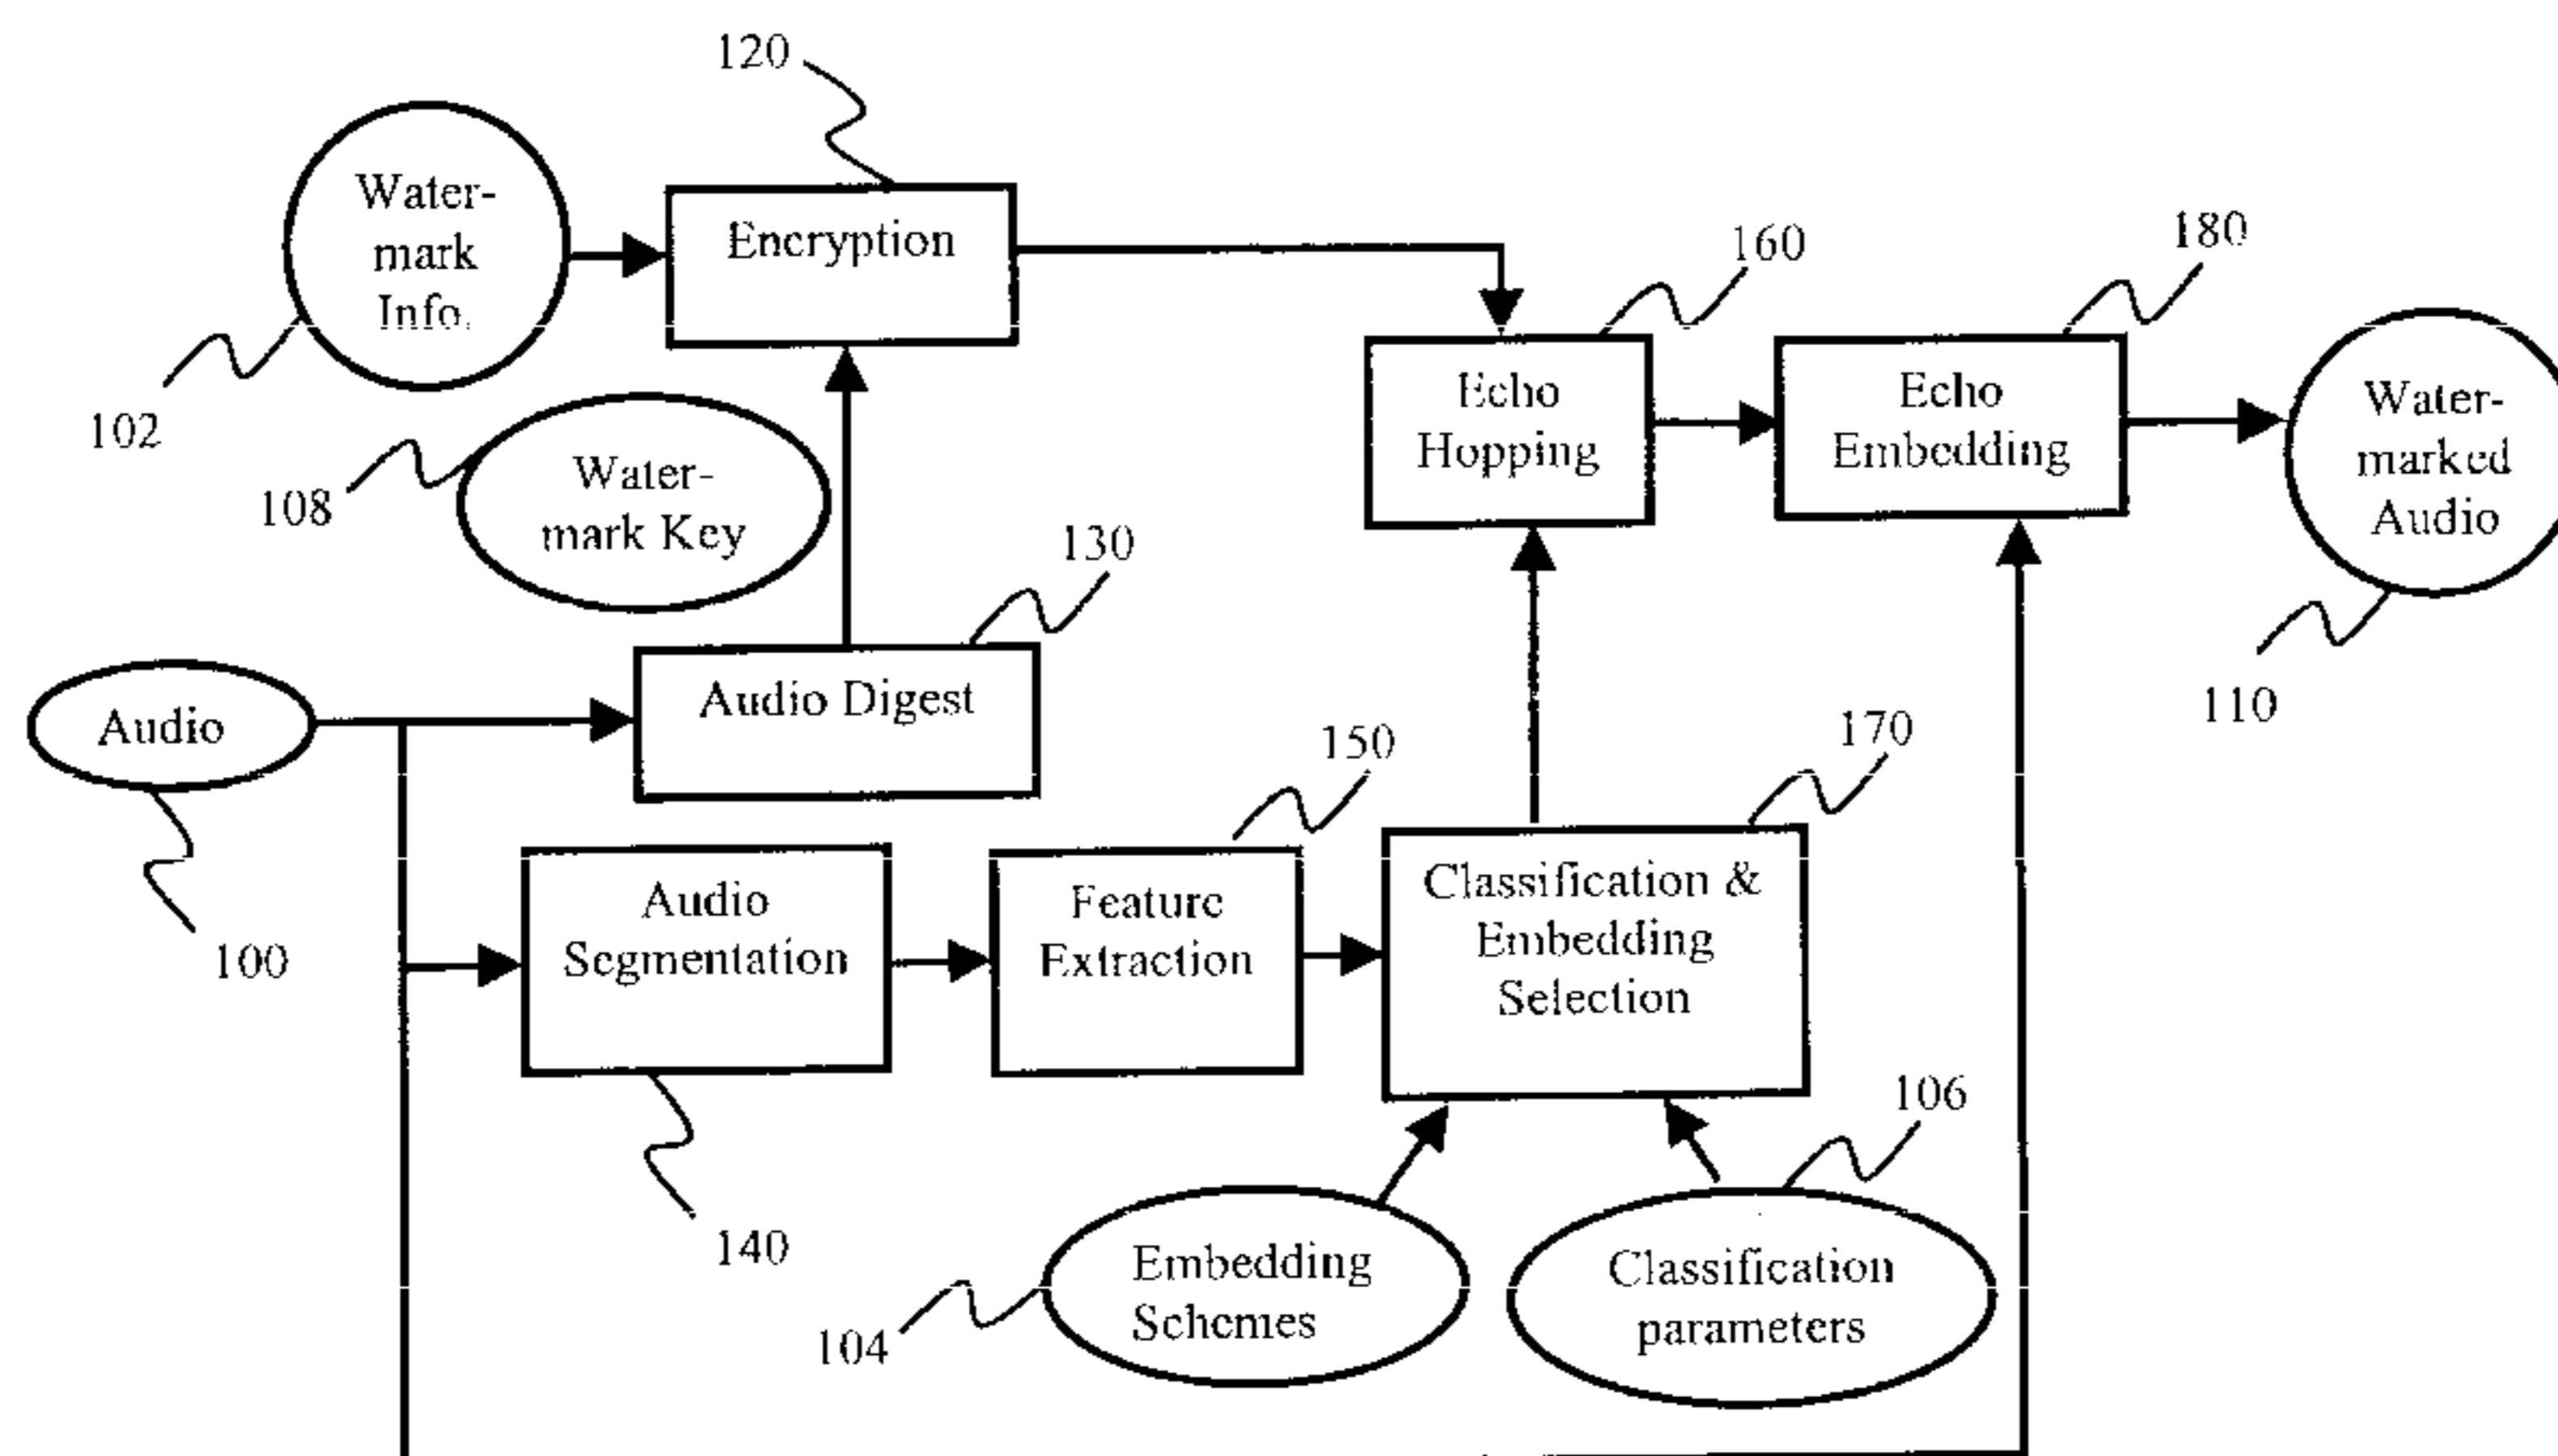 120
Water-
mark
Info.
Encryption
160
180
102
108
Water-
mark Key
Echo
Hopping
Echo
Embedding
Water-
marked
Audio
130
110
Audio
Audio Digest
150
170
100
Audio
Segmentation
Feature
Extraction
Classification &
Embedding
Selection
106
140
104
Embedding
Schemes
Classification
parameters